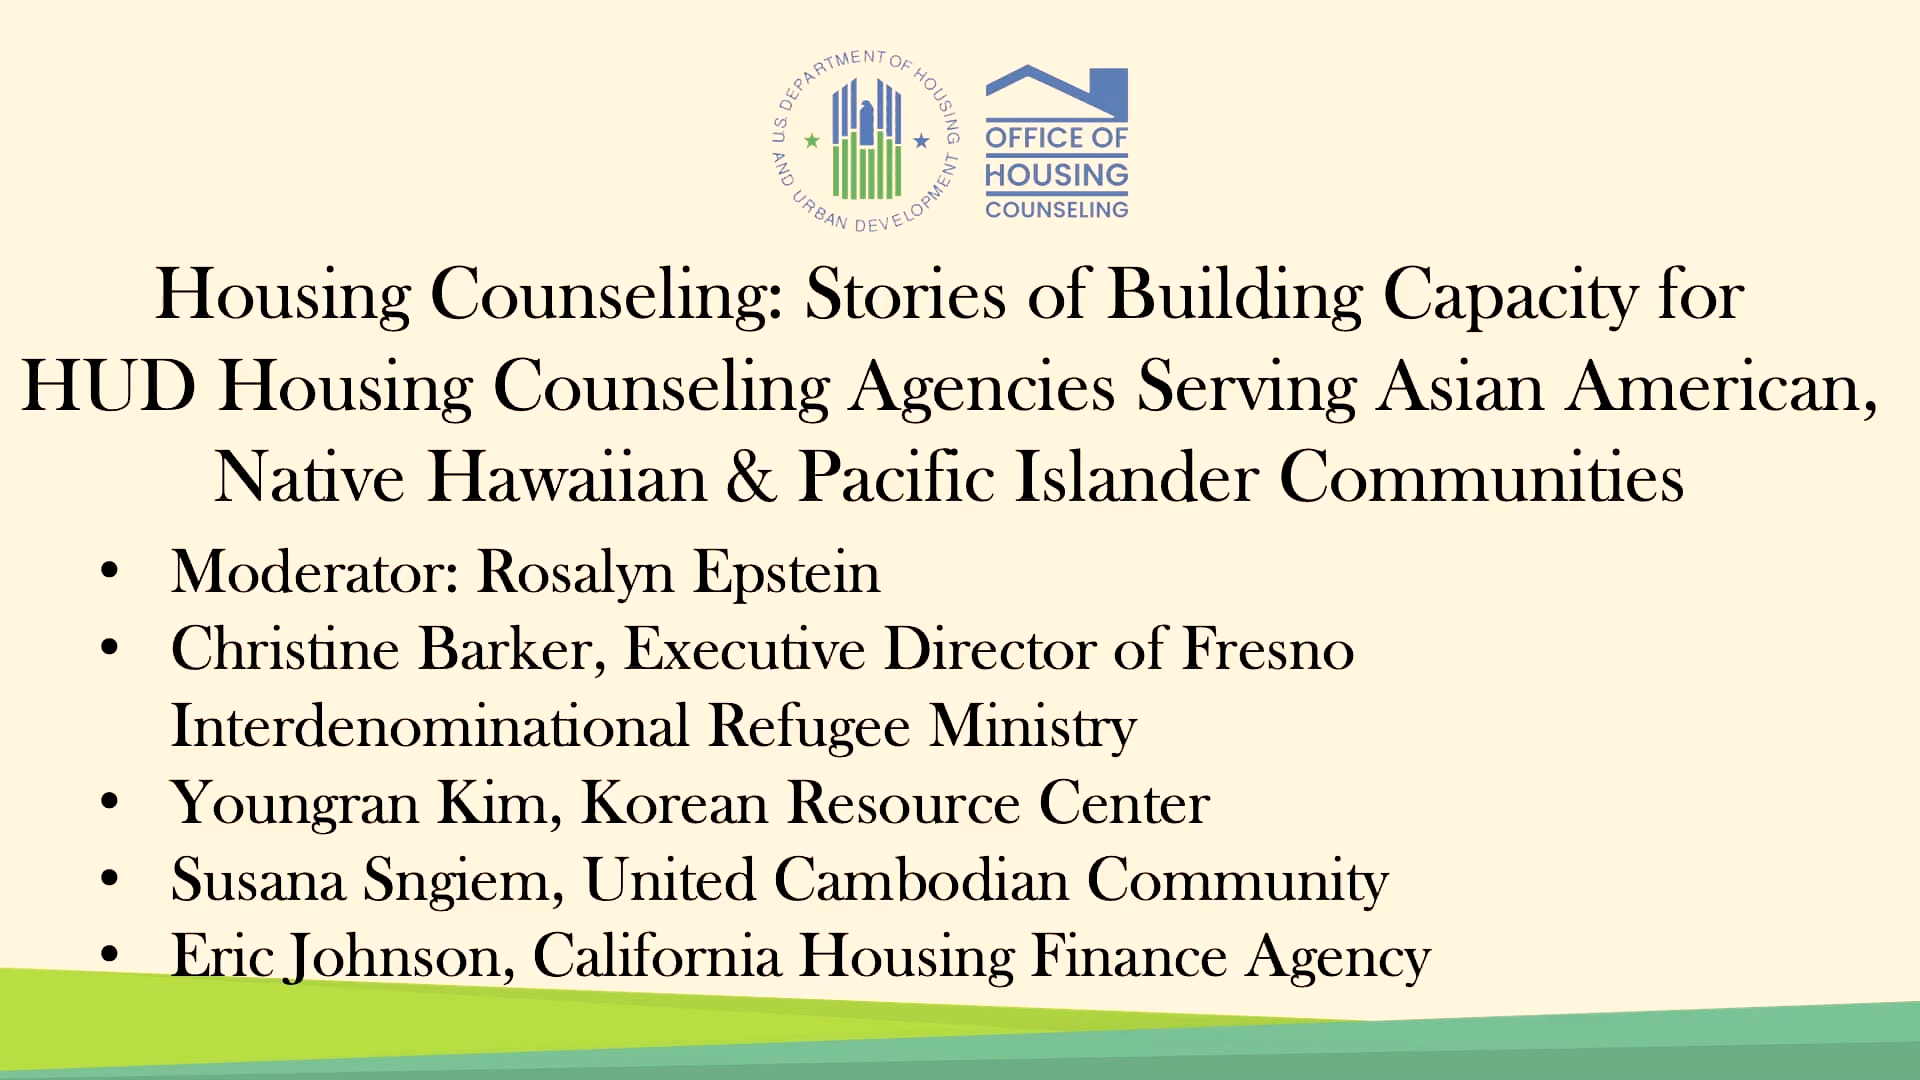 U.S. DEPARTMENT OF HOUSING
AND URBAN DEVELOPMENT
OFFICE OF
HOUSING
COUNSELING
Housing Counseling: Stories of Building Capacity for
HUD Housing Counseling Agencies Serving Asian American,
Native Hawaiian & Pacific Islander Communities
• Moderator: Rosalyn Epstein
• Christine Barker, Executive Director of Fresno
Interdenominational Refugee Ministry
• Youngran Kim, Korean Resource Center
• Susana Sngiem, United Cambodian Community
• Eric Johnson, California Housing Finance Agency